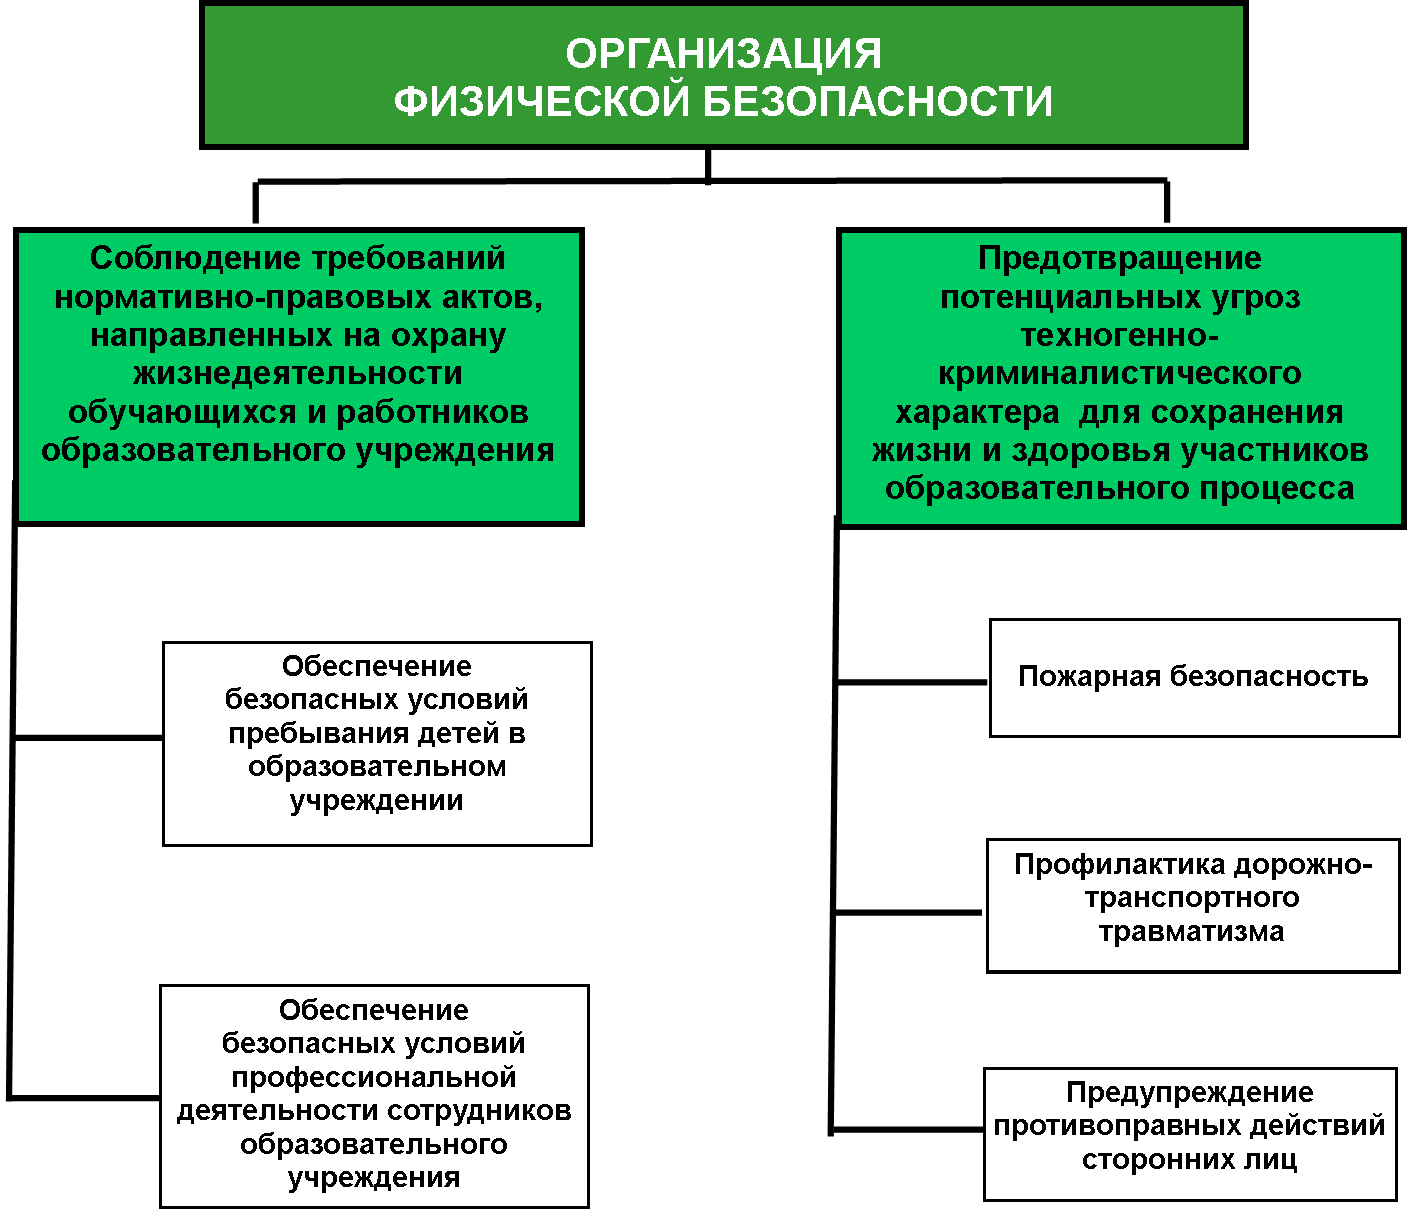 ОРГАНИЗАЦИЯ
ФИЗИЧЕСКОЙ БЕЗОПАСНОСТИ
Соблюдение требований
нормативно-правовых актов,
направленных на охрану
жизнедеятельности
обучающихся и работников
образовательного учреждения
Обеспечение
безопасных условий
пребывания детей в
образовательном
учреждении
Обеспечение
безопасных условий
профессиональной
деятельности сотрудников
образовательного
учреждения
Предотвращение
потенциальных угроз
техногенно-
криминалистического
характера для сохранения
жизни и здоровья участников
образовательного процесса
Пожарная безопасность
Профилактика дорожно-
транспортного
травматизма
Предупреждение
противоправных действий
сторонних лиц